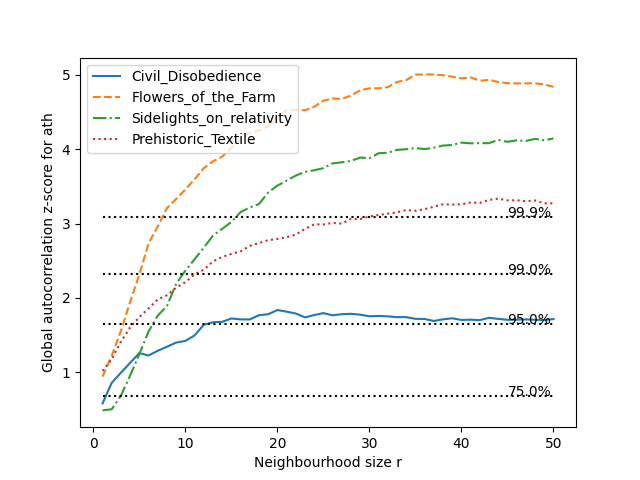 Civil_Disobedience
Flowers_of_the_Farm
Sidelights_on_relativity
Prehistoric_Textile
5
4
3
2
1
99.9%
99.0%
95.0%
75.0%
0
10
20
30
40
50
Neighbourhood size r
Global autocorrelation z-score for ath